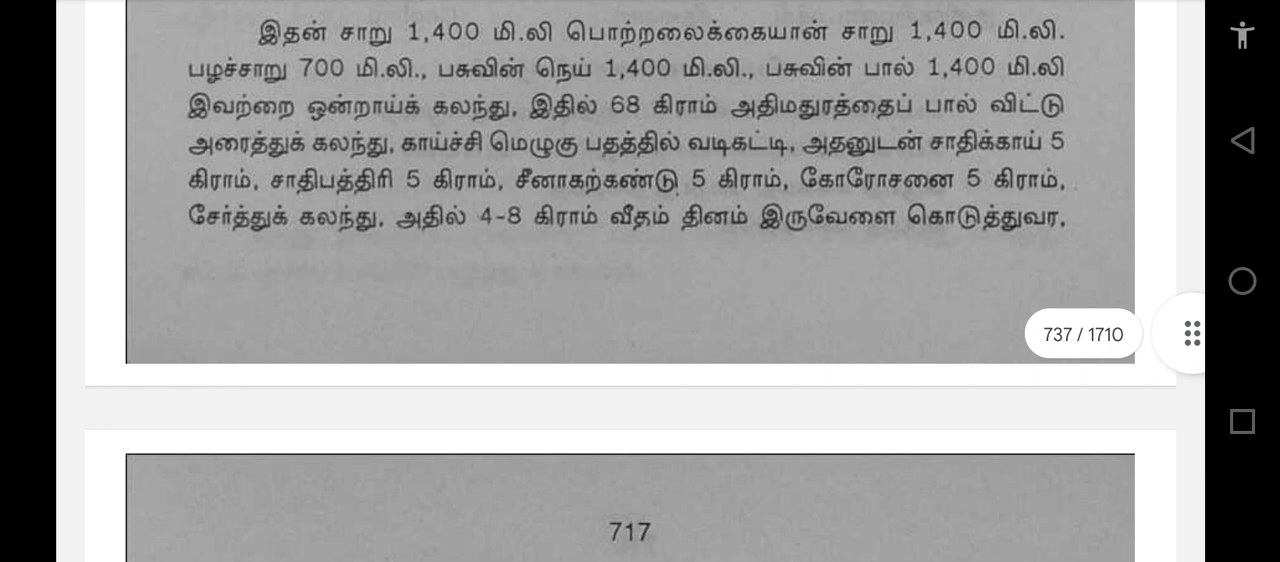 இதன் சாறு 1,400 மி.லி பொற்றலைக்கையான் சாறு 1,400 மி.லி.
பழச்சாறு 700 மி.லி., பசுவின் நெய் 1,400 மி.லி., பசுவின் பால் 1,400 மி.லி
இவற்றை ஒன்றாய்க் கலந்து, இதில் 68 கிராம் அதிமதுரத்தைப் பால் விட்டு
அரைத்துக் கலந்து, காய்ச்சி மெழுகு பதத்தில் வடிகட்டி, அதனுடன் சாதிக்காய் 5
கிராம், சாதிபத்திரி 5 கிராம், சீனாகற்கண்டு 5 கிராம், கோரோசனை 5 கிராம்,
சேர்த்துக் கலந்து, அதில் 4-8 கிராம் வீதம் தினம் இருவேளை கொடுத்துவர,
737 / 1710
717